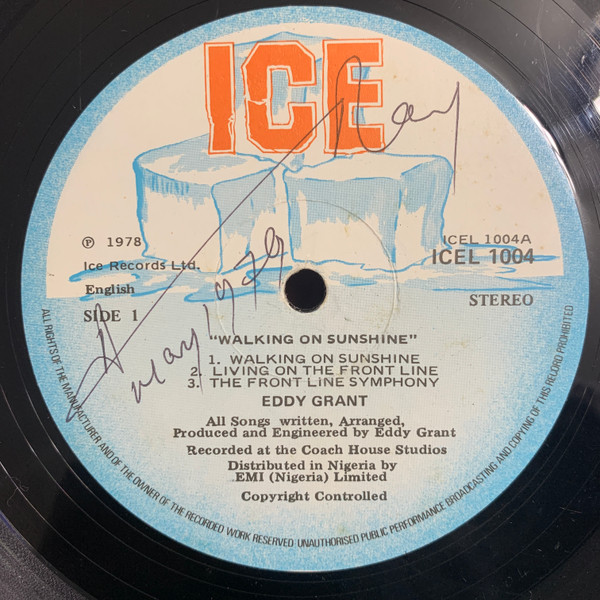 ICE
℗ 1978
Ice Records Ltd.
English
SIDE 1
ICEL 1004A
ICEL 1004
STEREO
May 1979
"WALKING ON SUNSHINE"
1. WALKING ON SUNSHINE
2. LIVING ON THE FRONT LINE
3. THE FRONT LINE SYMPHONY
EDDY GRANT
All Songs written, Arranged,
Produced and Engineered by Eddy Grant
Recorded at the Coach House Studios
Distributed in Nigeria by
EMI (Nigeria) Limited
Copyright Controlled
ALL RIGHTS OF THE MANUFACTURER AND OF THE OWNER OF THE RECORDED WORK RESERVED UNAUTHORISED PUBLIC PERFORMANCE BROADCASTING AND COPYING OF THIS RECORD PROHIBITED